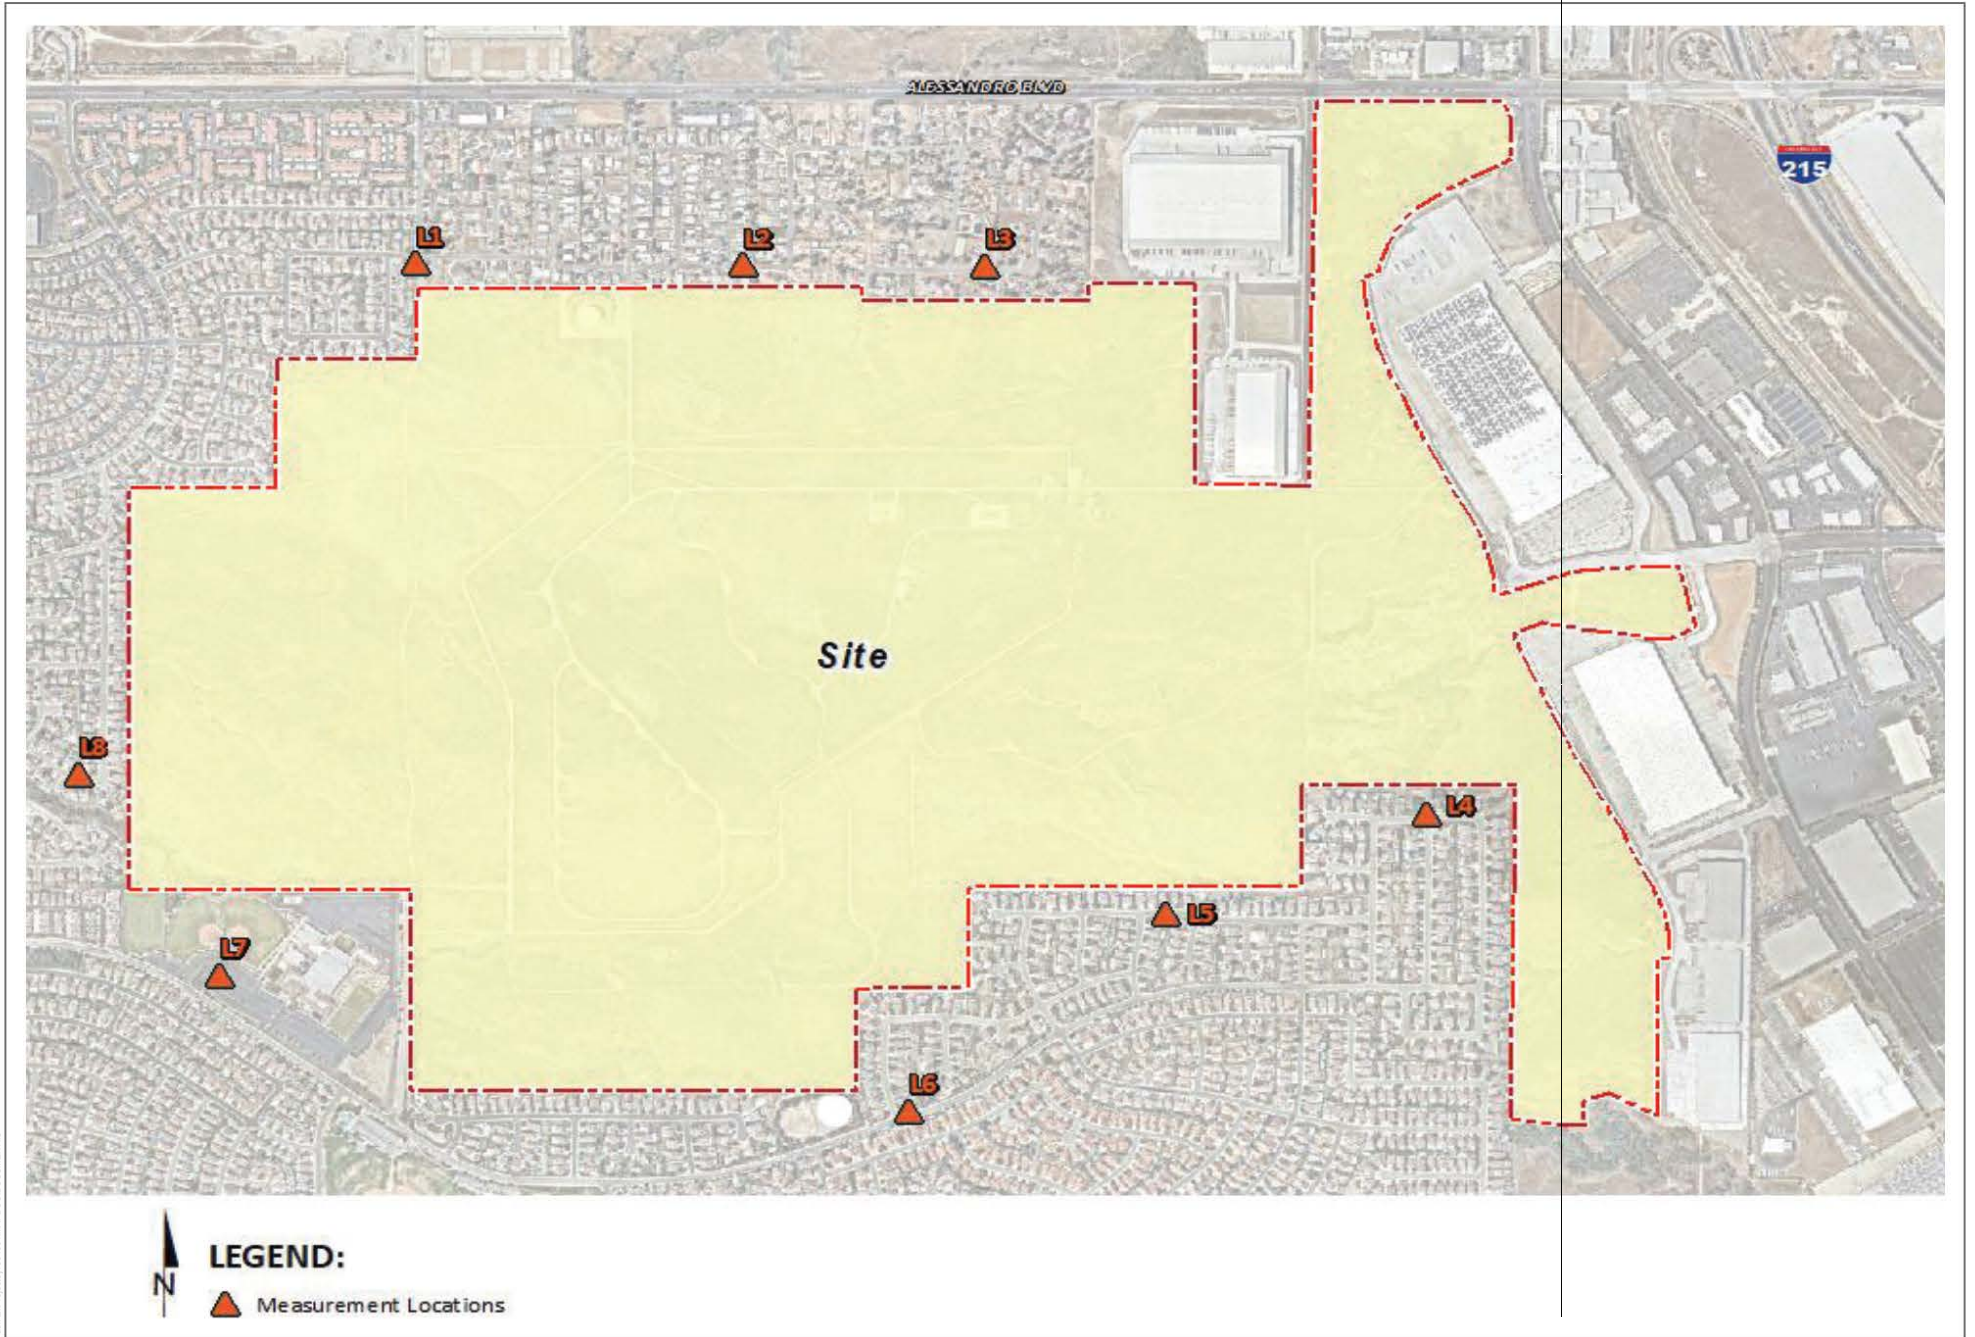 ALESSANDRO BLVD
215
L1
L2
L3
Site
L8
L4
L5
L7
L6
N
LEGEND:
Measurement Locations